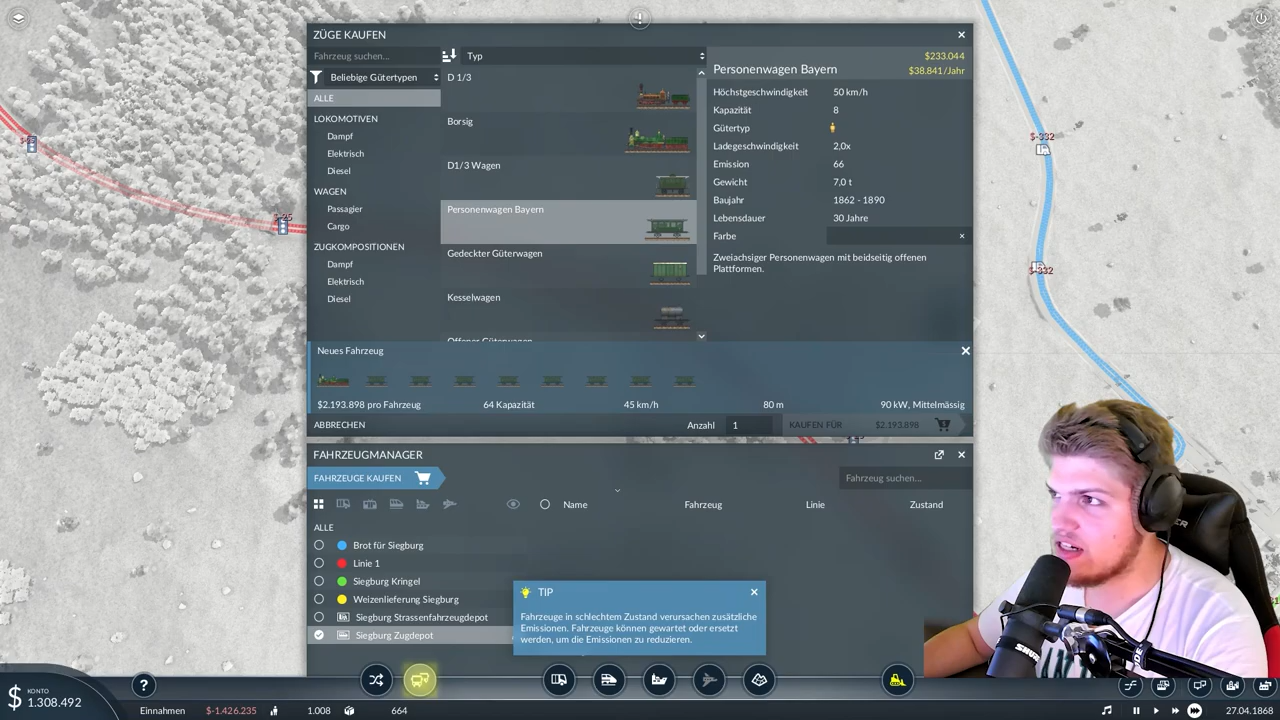 ZÜGE KAUFEN
Fahrzeug suchen...
Typ
$233.044
Beliebige Gütertypen
D 1/3
Personenwagen Bayern
$38.841/Jahr
ALLE
Höchstgeschwindigkeit 50 km/h
LOKOMOTIVEN
Borsig
Kapazität 8
Dampf
Gütertyp
Elektrisch
Ladegeschwindigkeit 2,0x
Diesel
D1/3 Wagen
Emission 66
WAGEN
Gewicht 7,0 t
Passagier
Personenwagen Bayern
Baujahr 1862 - 1890
Cargo
Lebensdauer 30 Jahre
ZUGKOMPOSITIONEN
Farbe
Dampf
Gedeckter Güterwagen
Zweiachsiger Personenwagen mit beidseitig offenen
Plattformen.
Elektrisch
Diesel
Kesselwagen
Offener Güterwagen
Neues Fahrzeug
$2.193.898 pro Fahrzeug 64 Kapazität 45 km/h 80 m 90 kW, Mittelmässig
ABBRECHEN Anzahl 1 KAUFEN FÜR $2.193.898
FAHRZEUGMANAGER
FAHRZEUGE KAUFEN
Fahrzeug suchen...
Name Fahrzeug Linie Zustand
ALLE
Brot für Siegburg
Linie 1
Siegburg Kringel
Weizenlieferung Siegburg
Siegburg Strassenfahrzeugdepot
Siegburg Zugdepot
TIP
Fahrzeuge in schlechtem Zustand verursachen zusätzliche
Emissionen. Fahrzeuge können gewartet oder ersetzt
werden, um die Emissionen zu reduzieren.
$-332
$-332
SHURE
$ KONTO
1.308.492
?
Einnahmen $-1.426.235 1.008 664
27.04.1868